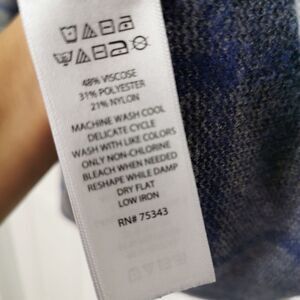 48% VISCOSE
31% POLYESTER
21% NYLON
MACHINE WASH COOL
DELICATE CYCLE
WASH WITH LIKE COLORS
ONLY NON-CHLORINE
BLEACH WHEN NEEDED
RESHAPE WHILE DAMP
DRY FLAT
LOW IRON
RN# 75343